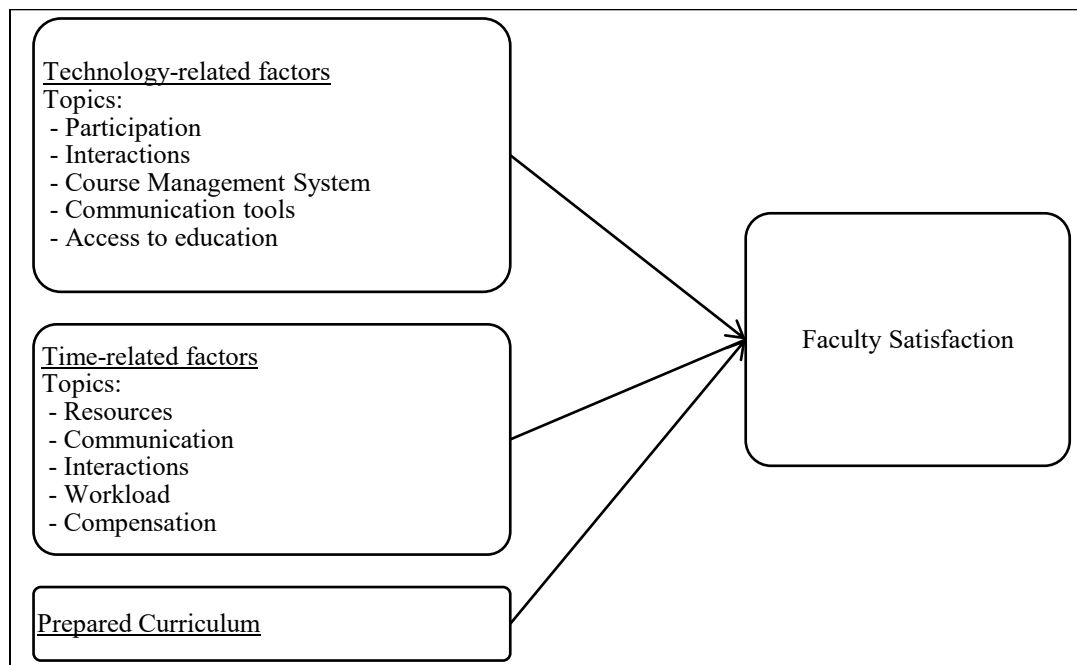 Technology-related factors
Topics:
- Participation
- Interactions
- Course Management System
- Communication tools
- Access to education
Time-related factors
Topics:
- Resources
- Communication
- Interactions
- Workload
- Compensation
Prepared Curriculum
Faculty Satisfaction